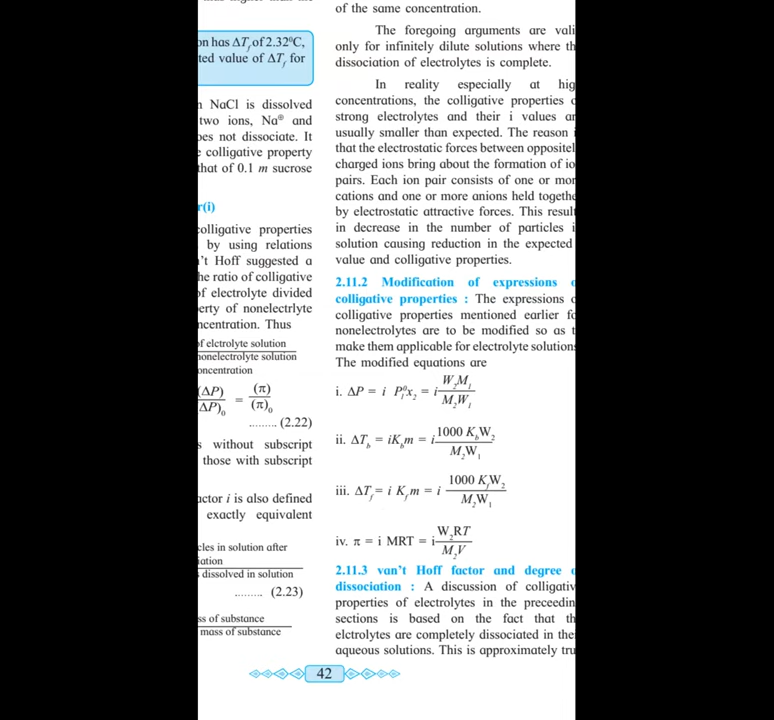 on has ΔTf of 2.32°C,
ted value of ΔTf for
n NaCl is dissolved
two ions, Na⊕ and
oes not dissociate. It
e colligative property
that of 0.1 m sucrose
r(i)
colligative properties
by using relations
't Hoff suggested a
he ratio of colligative
of electrolyte divided
erty of nonelectrlyte
ncentration. Thus
of elctrolyte solution
nonelectrolyte solution
oncentration
(ΔP)/ΔP)₀ = (π)/(π)₀
......... (2.22)
s without subscript
those with subscript
actor i is also defined
exactly equivalent
cles in solution after
iation
s dissolved in solution
......... (2.23)
ss of substance
mass of substance
of the same concentration.
The foregoing arguments are vali
only for infinitely dilute solutions where th
dissociation of electrolytes is complete.
In reality especially at hig
concentrations, the colligative properties o
strong electrolytes and their i values ar
usually smaller than expected. The reason i
that the electrostatic forces between oppositel
charged ions bring about the formation of io
pairs. Each ion pair consists of one or mor
cations and one or more anions held togethe
by electrostatic attractive forces. This result
in decrease in the number of particles i
solution causing reduction in the expected
value and colligative properties.
2.11.2 Modification of expressions o
colligative properties : The expressions o
colligative properties mentioned earlier fo
nonelectrolytes are to be modified so as t
make them applicable for electrolyte solutions
The modified equations are
i. ΔP = i P₁⁰x₂ = i W₂M₁/M₂W₁
ii. ΔTb = iKbm = i 1000 KbW₂/M₂W₁
iii. ΔTf = i Kf m = i 1000 KfW₂/M₂W₁
iv. π = i MRT = i W₂RT/M₂V
2.11.3 van't Hoff factor and degree o
dissociation : A discussion of colligativ
properties of electrolytes in the preceedin
sections is based on the fact that th
elctrolytes are completely dissociated in thei
aqueous solutions. This is approximately tru
42